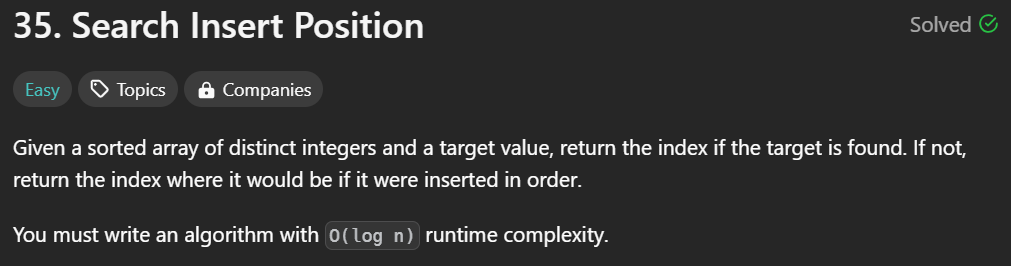 35. Search Insert Position
Solved
Easy
Topics
Companies
Given a sorted array of distinct integers and a target value, return the index if the target is found. If not,
return the index where it would be if it were inserted in order.
You must write an algorithm with O(log n) runtime complexity.